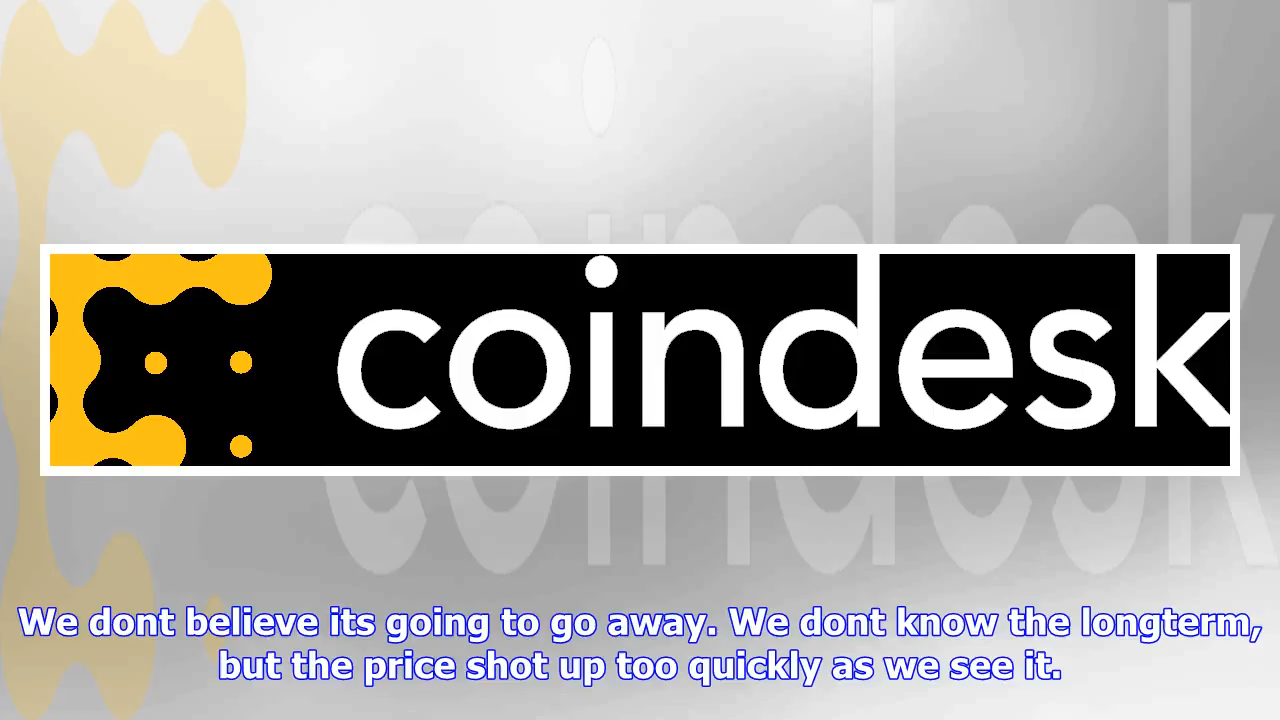 coindesk
We dont believe its going to go away. We dont know the longterm,
but the price shot up too quickly as we see it.